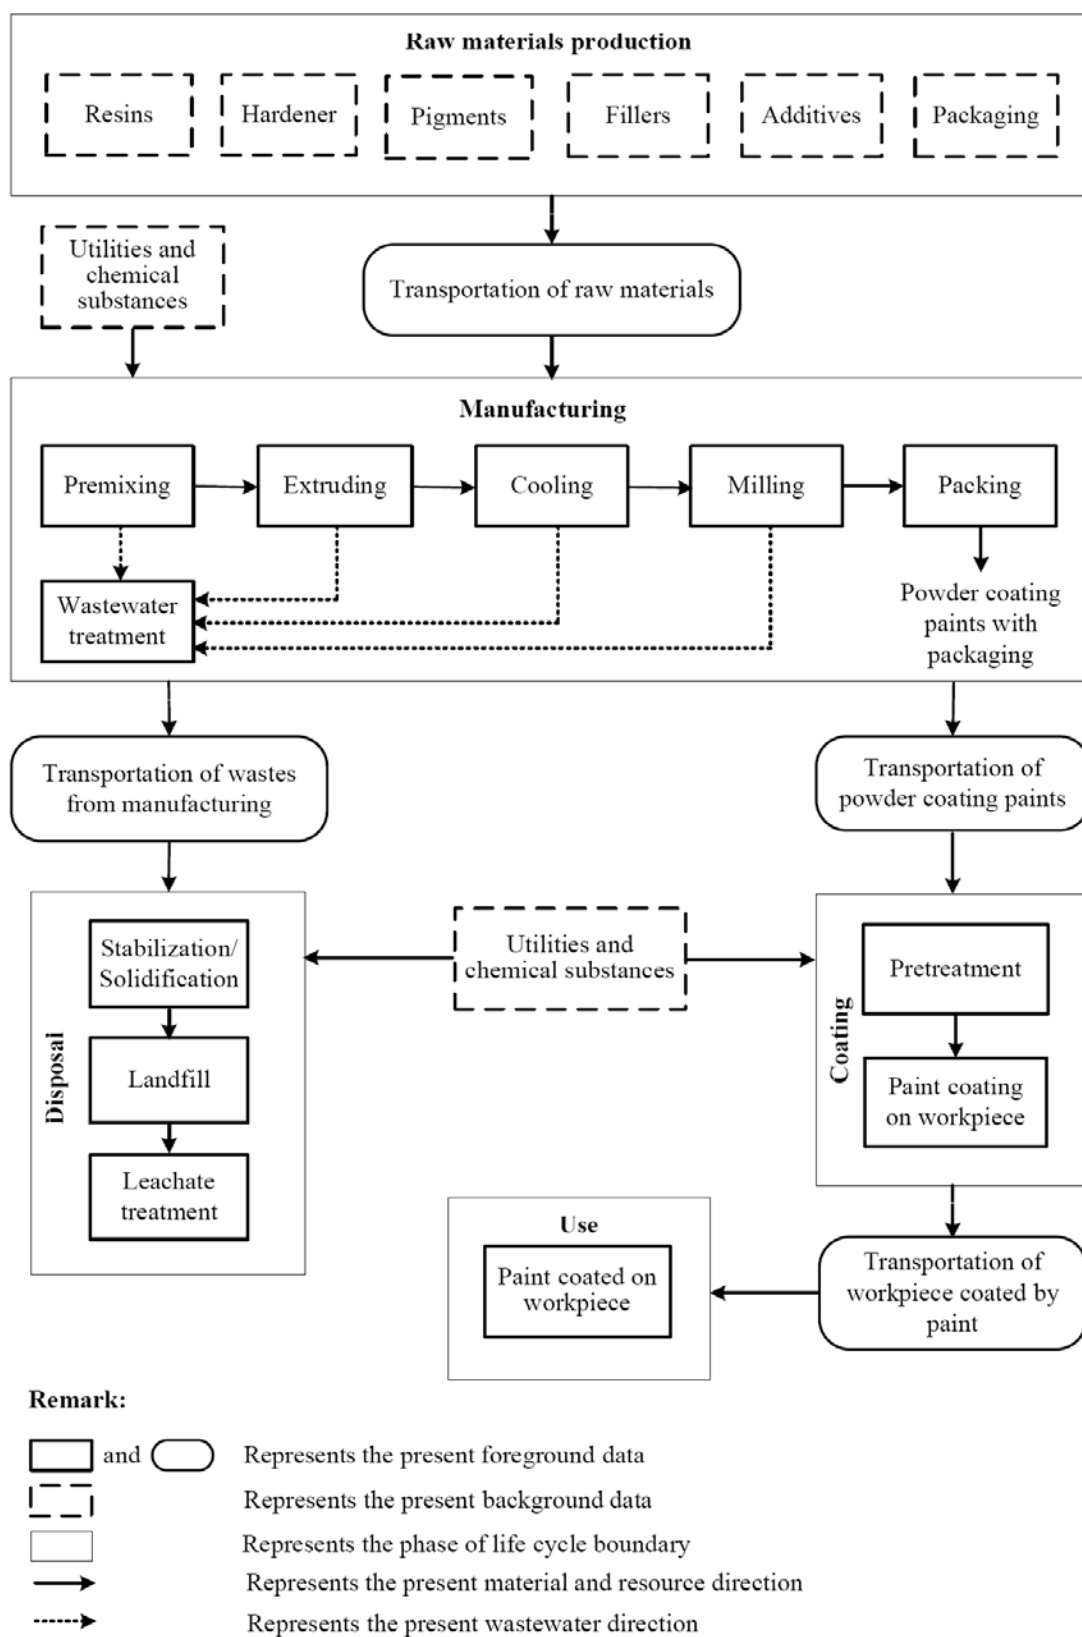 Raw materials production
Resins
Hardener
Pigments
Fillers
Additives
Packaging
Utilities and
chemical
substances
Transportation of raw materials
Manufacturing
Premixing
Extruding
Cooling
Milling
Packing
Wastewater
treatment
Powder coating
paints with
packaging
Transportation of wastes
from manufacturing
Transportation of
powder coating paints
Disposal
Stabilization/
Solidification
Landfill
Leachate
treatment
Utilities and
chemical substances
Coating
Pretreatment
Paint coating
on workpiece
Use
Paint coated on
workpiece
Transportation of
workpiece coated by
paint
Remark:
and
Represents the present foreground data
Represents the present background data
Represents the phase of life cycle boundary
Represents the present material and resource direction
Represents the present wastewater direction